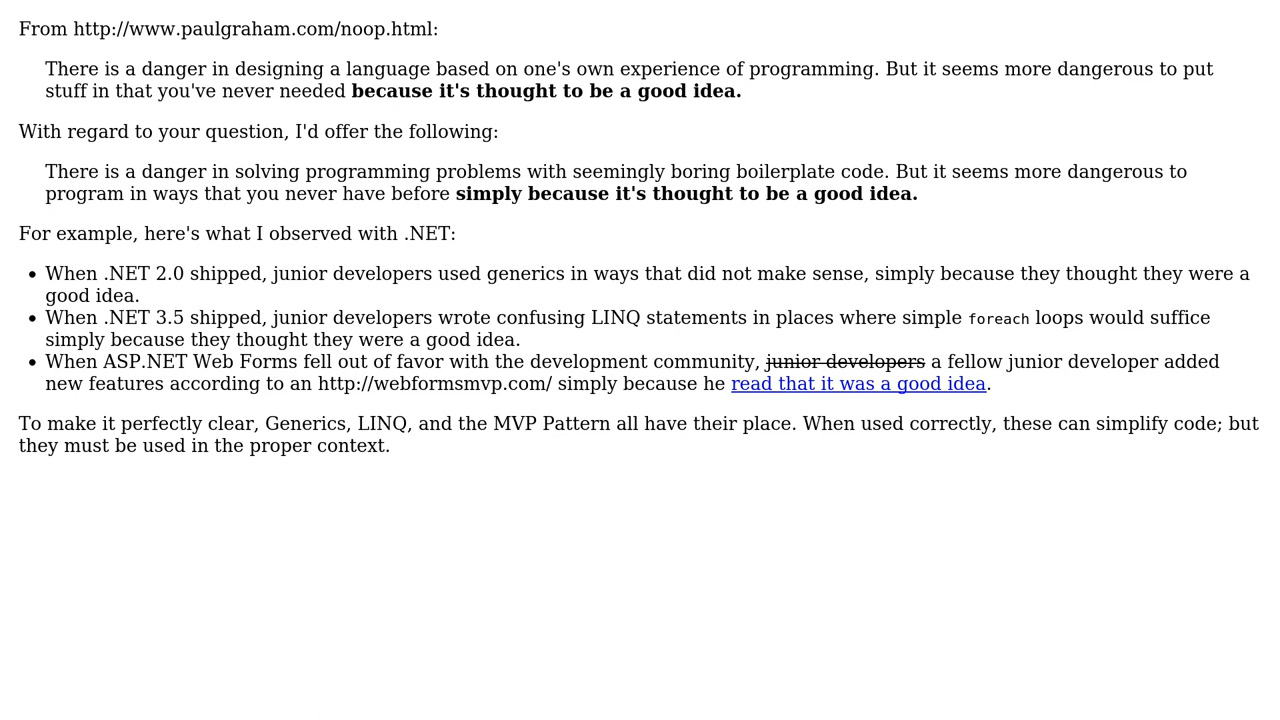 From http://www.paulgraham.com/noop.html:
There is a danger in designing a language based on one's own experience of programming. But it seems more dangerous to put
stuff in that you've never needed because it's thought to be a good idea.
With regard to your question, I'd offer the following:
There is a danger in solving programming problems with seemingly boring boilerplate code. But it seems more dangerous to
program in ways that you never have before simply because it's thought to be a good idea.
For example, here's what I observed with .NET:
• When .NET 2.0 shipped, junior developers used generics in ways that did not make sense, simply because they thought they were a
good idea.
• When .NET 3.5 shipped, junior developers wrote confusing LINQ statements in places where simple foreach loops would suffice
simply because they thought they were a good idea.
• When ASP.NET Web Forms fell out of favor with the development community, junior developers a fellow junior developer added
new features according to an http://webformsmvp.com/ simply because he read that it was a good idea.
To make it perfectly clear, Generics, LINQ, and the MVP Pattern all have their place. When used correctly, these can simplify code; but
they must be used in the proper context.